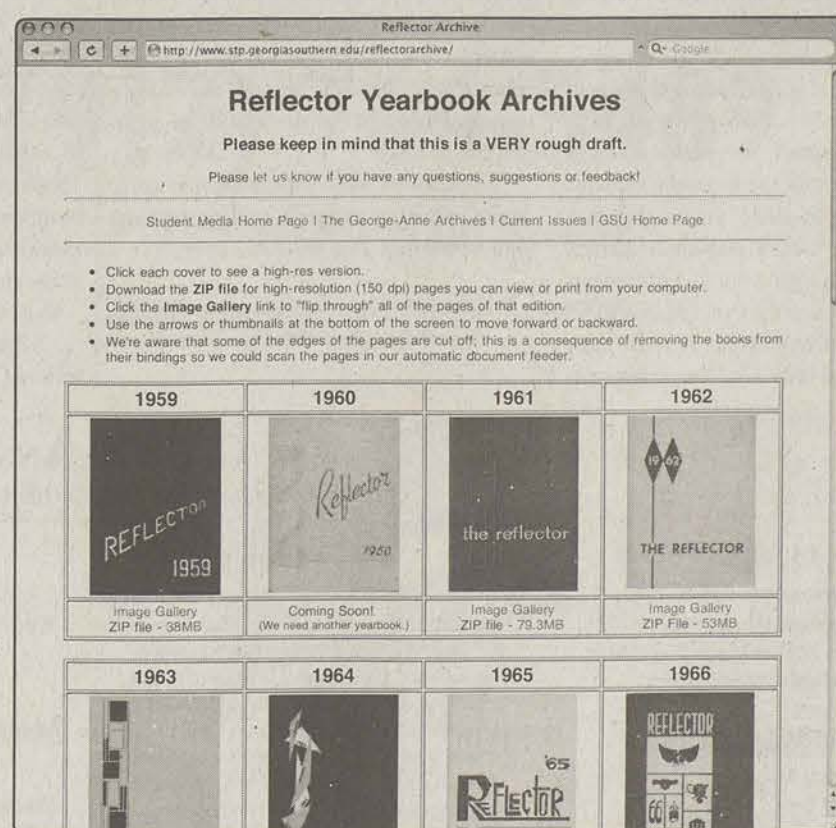 Reflector Archive
http://www.stp.georgiasouthern.edu/reflectorarchive/
Q- Google
Reflector Yearbook Archives
Please keep in mind that this is a VERY rough draft.
Please let us know if you have any questions, suggestions or feedback!
Student Media Home Page | The George-Anne Archives | Current Issues | GSU Home Page
• Click each cover to see a high-res version.
• Download the ZIP file for high-resolution (150 dpi) pages you can view or print from your computer.
• Click the Image Gallery link to "flip through" all of the pages of that edition.
• Use the arrows or thumbnails at the bottom of the screen to move forward or backward.
• We're aware that some of the edges of the pages are cut off; this is a consequence of removing the books from
their bindings so we could scan the pages in our automatic document feeder.
1959 1960 1961 1962
REFLECTOR
1959
Reflector
1960
the reflector
19 62
THE REFLECTOR
Image Gallery
ZIP file - 38MB
Coming Soon!
(We need another yearbook.)
Image Gallery
ZIP file - 79.3MB
Image Gallery
ZIP File - 53MB
1963 1964 1965 1966
'65
REFLECTOR
REFLECTOR
66